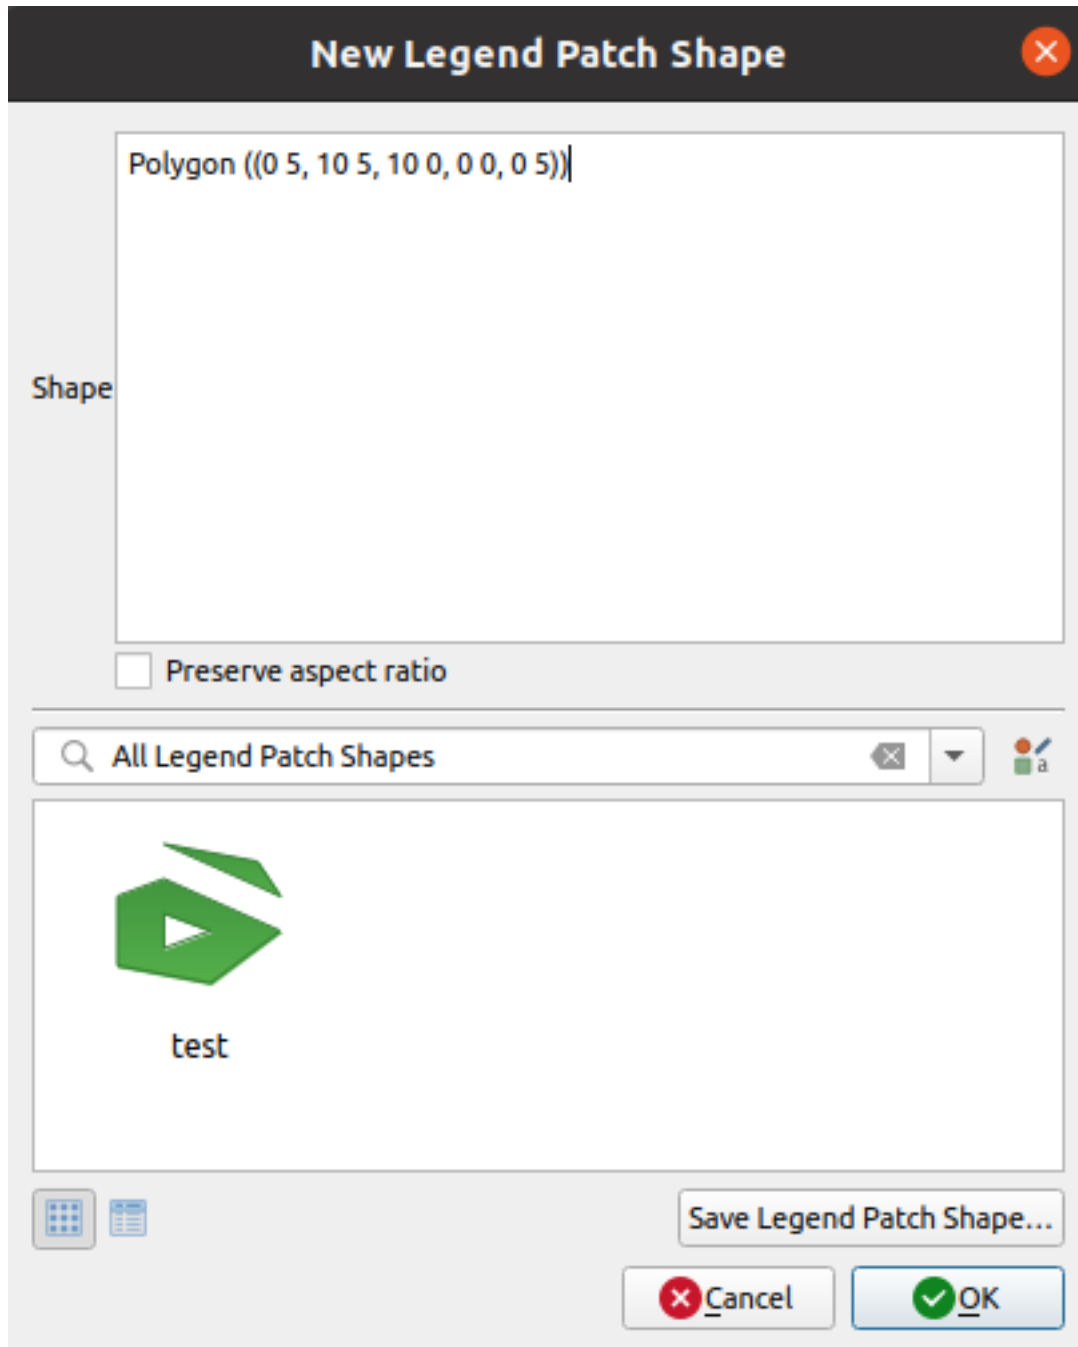 New Legend Patch Shape
Polygon ((0 5, 10 5, 10 0, 0 0, 0 5))
Shape
Preserve aspect ratio
All Legend Patch Shapes
a
test
Save Legend Patch Shape...
Cancel
OK